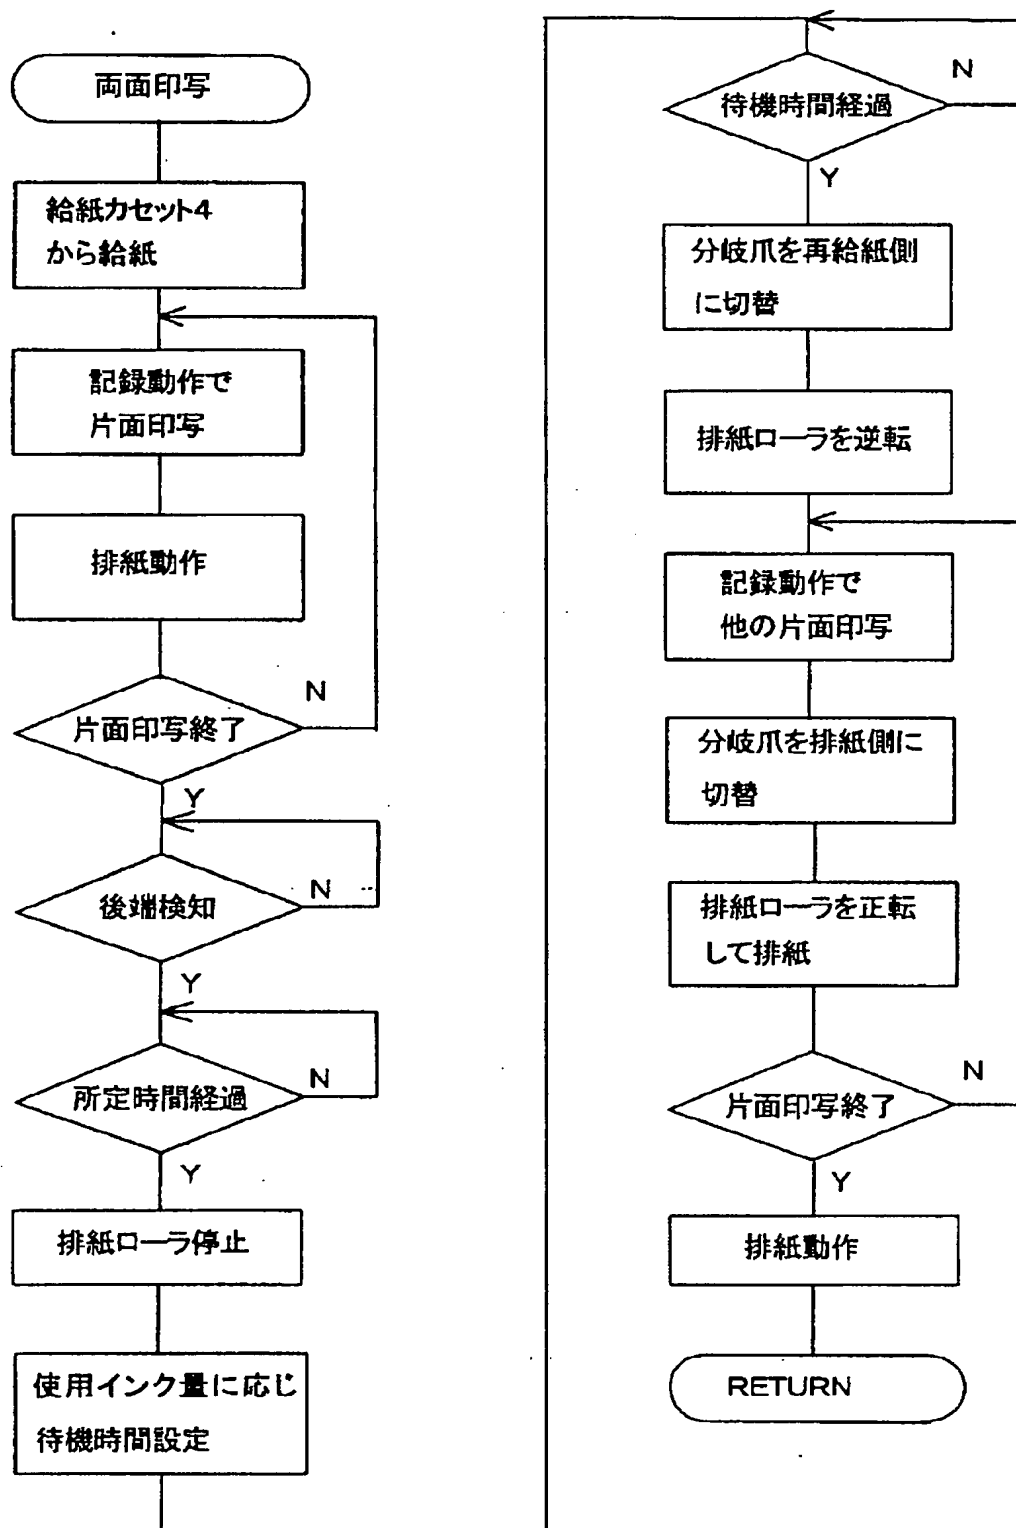 両面印写
給紙カセット4
から給紙
記録動作で
片面印写
排紙動作
片面印写終了
N
Y
後端検知
N
Y
所定時間経過
N
Y
排紙ローラ停止
使用インク量に応じ
待機時間設定
待機時間経過
N
Y
分岐爪を再給紙側
に切替
排紙ローラを逆転
記録動作で
他の片面印写
分岐爪を排紙側に
切替
排紙ローラを正転
して排紙
片面印写終了
N
Y
排紙動作
RETURN